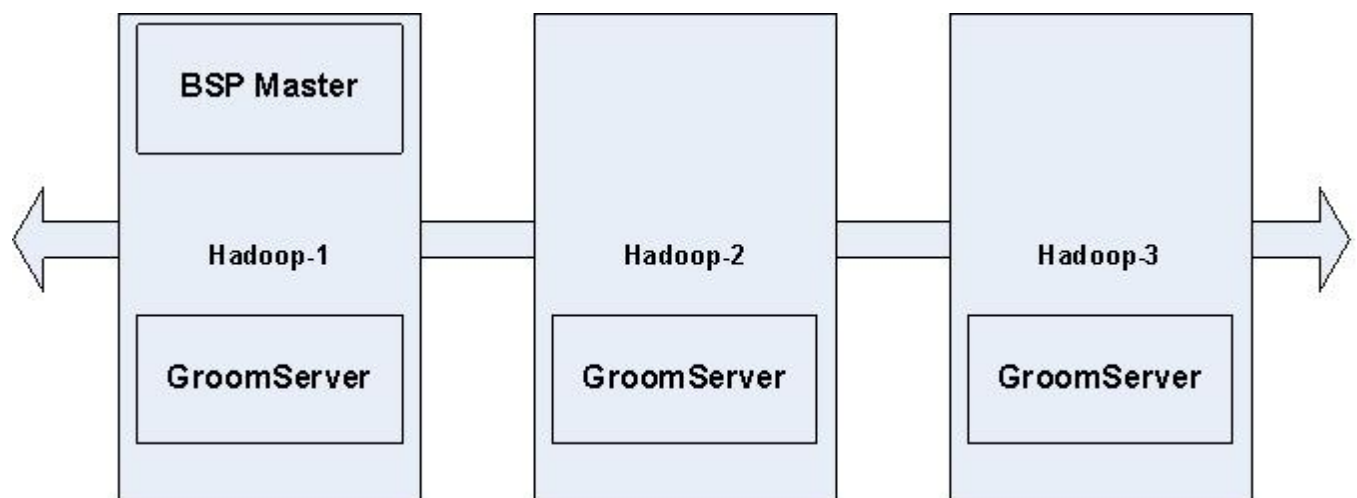 BSP Master
Hadoop-1
Hadoop-2
Hadoop-3
GroomServer
GroomServer
GroomServer